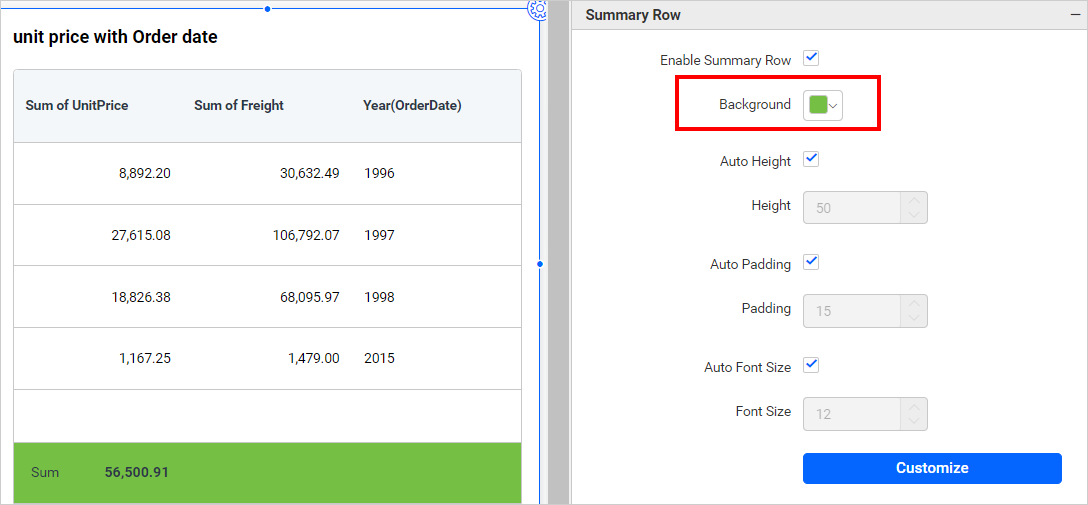 unit price with Order date
Sum of UnitPrice Sum of Freight Year(OrderDate)
8,892.20 30,632.49 1996
27,615.08 106,792.07 1997
18,826.38 68,095.97 1998
1,167.25 1,479.00 2015
Sum 56,500.91
Summary Row
Enable Summary Row
Background
Auto Height
Height 50
Auto Padding
Padding 15
Auto Font Size
Font Size 12
Customize